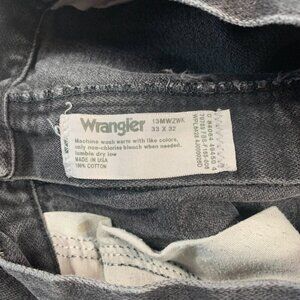 Wrangler
13MWZWK
33 X 32
Machine wash warm with like colors,
only non-chlorine bleach when needed,
tumble dry low
MADE IN USA
100% COTTON